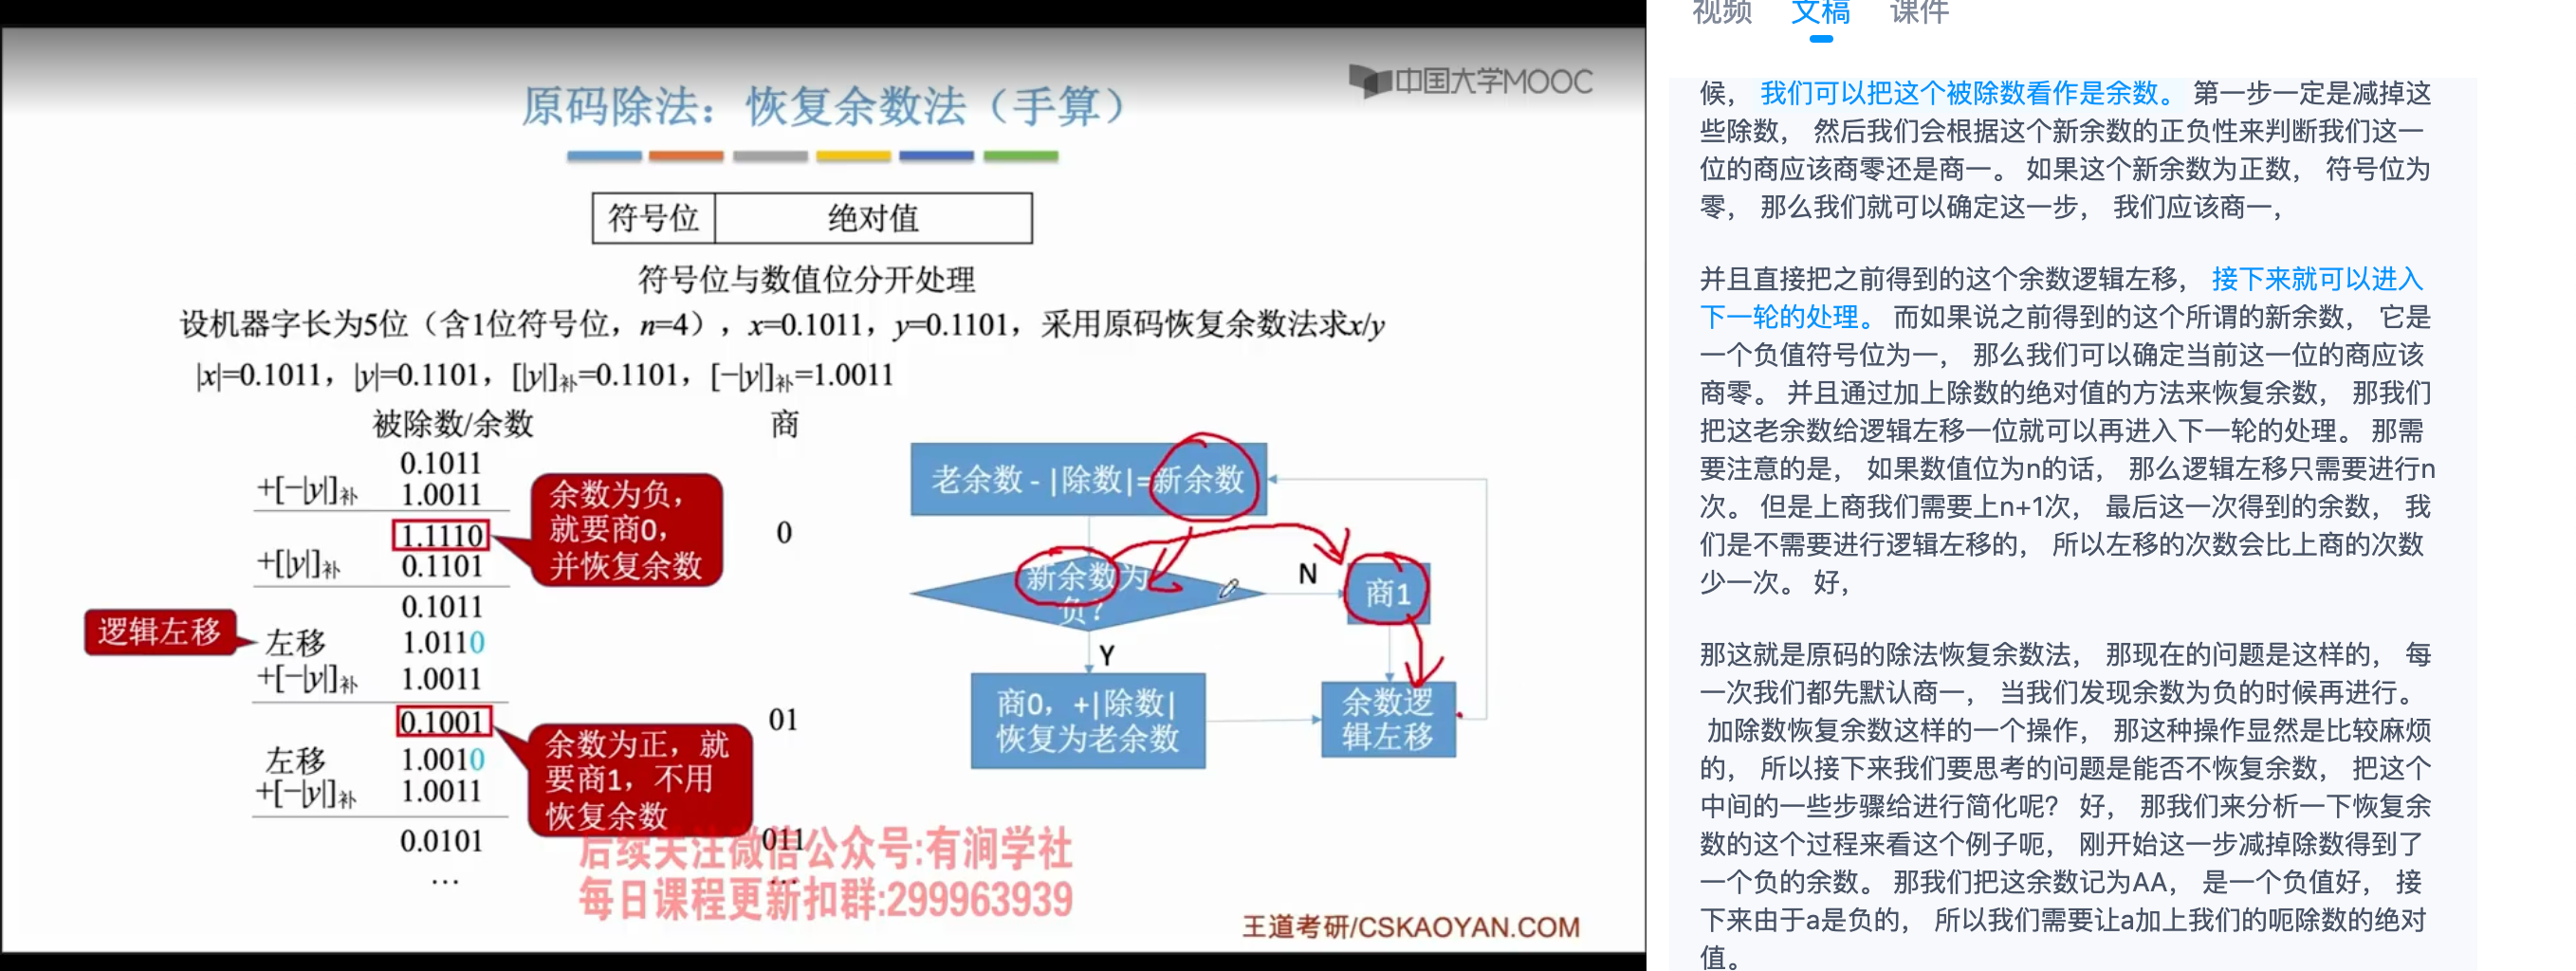 中国大学MOOC
原码除法：恢复余数法（手算）
符号位 绝对值
符号位与数值位分开处理
设机器字长为5位（含1位符号位，n=4），x=0.1011，y=0.1101，采用原码恢复余数法求x/y
|x|=0.1011，|y|=0.1101，[|y|]补=0.1101，[−|y|]补=1.0011
被除数/余数 商
0.1011
+[−|y|]补 1.0011
1.1110 0
+[|y|]补 0.1101
0.1011
左移 1.0110
+[−|y|]补 1.0011
0.1001 01
左移 1.0010
+[−|y|]补 1.0011
0.0101 011
… …
余数为负，
就要商0，
并恢复余数
逻辑左移
余数为正，就
要商1，不用
恢复余数
老余数 - |除数|=新余数
新余数为
负？
N
商1
Y
商0，+|除数|
恢复为老余数
余数逻
辑左移
后续关注微信公众号:有涧学社
每日课程更新扣群:299963939
王道考研/CSKAOYAN.COM
视频 文稿 课件
候， 我们可以把这个被除数看作是余数。 第一步一定是减掉这
些除数， 然后我们会根据这个新余数的正负性来判断我们这一
位的商应该商零还是商一。 如果这个新余数为正数， 符号位为
零， 那么我们就可以确定这一步， 我们应该商一，
并且直接把之前得到的这个余数逻辑左移， 接下来就可以进入
下一轮的处理。 而如果说之前得到的这个所谓的新余数， 它是
一个负值符号位为一， 那么我们可以确定当前这一位的商应该
商零。 并且通过加上除数的绝对值的方法来恢复余数， 那我们
把这老余数给逻辑左移一位就可以再进入下一轮的处理。 那需
要注意的是， 如果数值位为n的话， 那么逻辑左移只需要进行n
次。 但是上商我们需要上n+1次， 最后这一次得到的余数， 我
们是不需要进行逻辑左移的， 所以左移的次数会比上商的次数
少一次。 好，
那这就是原码的除法恢复余数法， 那现在的问题是这样的， 每
一次我们都先默认商一， 当我们发现余数为负的时候再进行。
加除数恢复余数这样的一个操作， 那这种操作显然是比较麻烦
的， 所以接下来我们要思考的问题是能否不恢复余数， 把这个
中间的一些步骤给进行简化呢？ 好， 那我们来分析一下恢复余
数的这个过程来看这个例子呃， 刚开始这一步减掉除数得到了
一个负的余数。 那我们把这余数记为AA， 是一个负值好， 接
下来由于a是负的， 所以我们需要让a加上我们的呃除数的绝对
值。